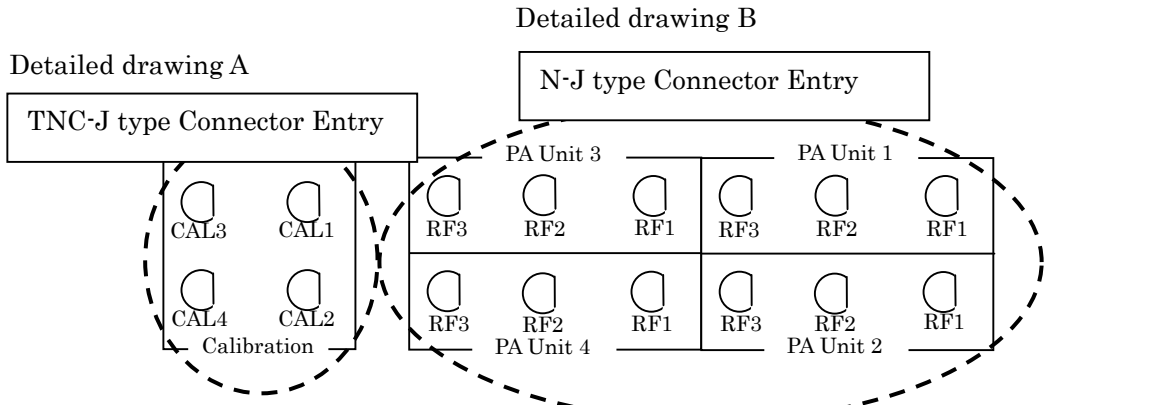 Detailed drawing B
Detailed drawing A
N-J type Connector Entry
TNC-J type Connector Entry
PA Unit 3
PA Unit 1
CAL3 CAL1
RF3 RF2 RF1 RF3 RF2 RF1
CAL4 CAL2
RF3 RF2 RF1 RF3 RF2 RF1
Calibration
PA Unit 4
PA Unit 2